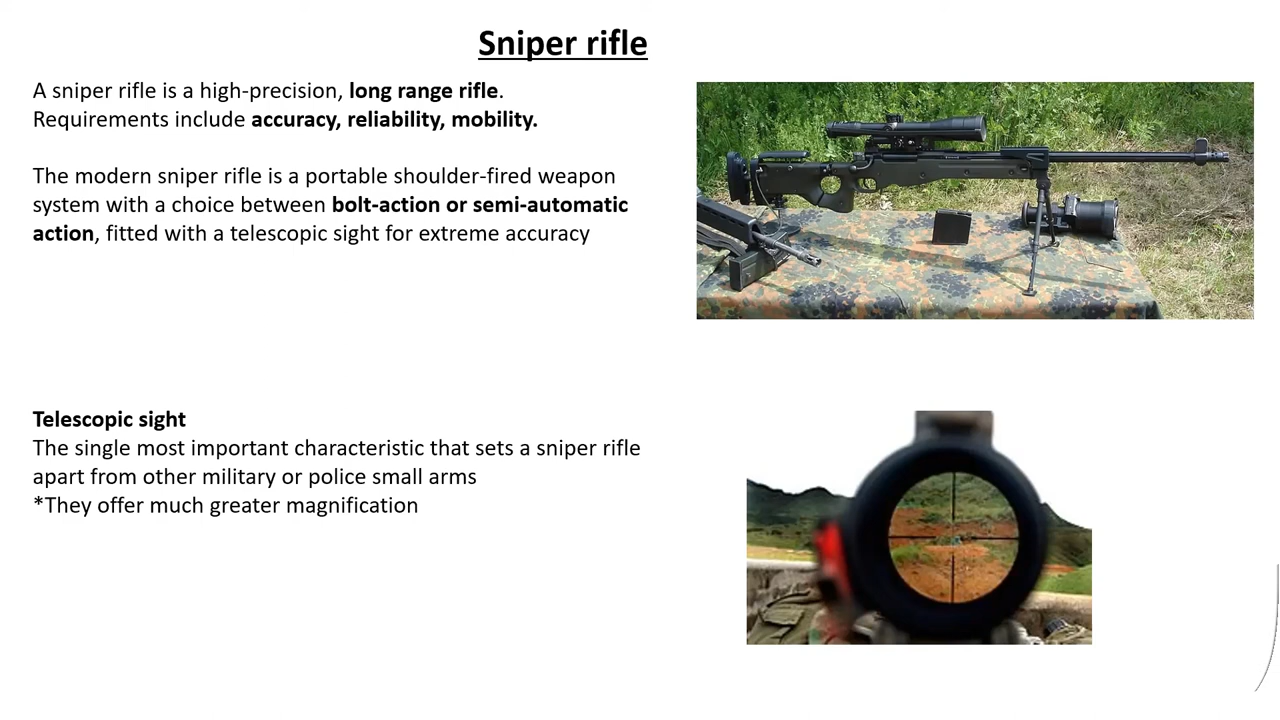 Sniper rifle
A sniper rifle is a high-precision, long range rifle.
Requirements include accuracy, reliability, mobility.
The modern sniper rifle is a portable shoulder-fired weapon
system with a choice between bolt-action or semi-automatic
action, fitted with a telescopic sight for extreme accuracy
Telescopic sight
The single most important characteristic that sets a sniper rifle
apart from other military or police small arms
*They offer much greater magnification